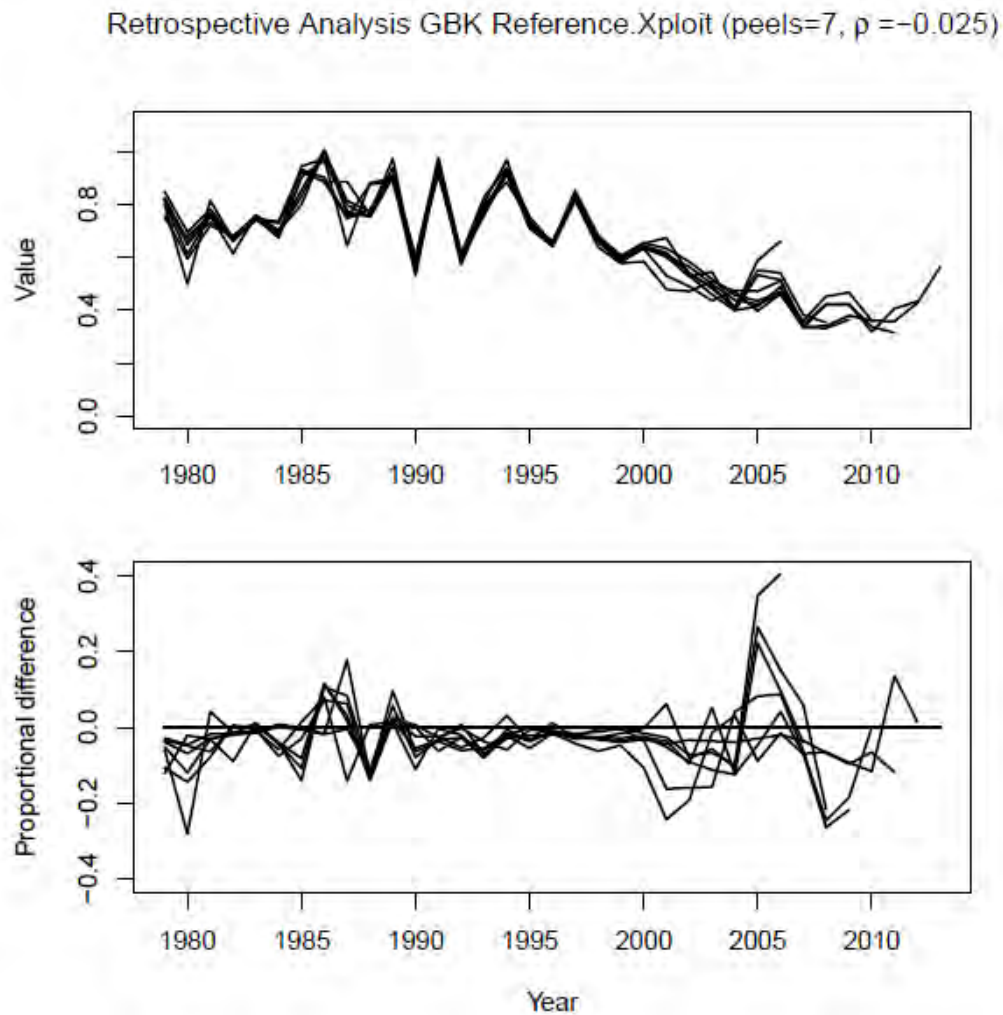 Retrospective Analysis GBK Reference.Xploit (peels=7, ρ =−0.025)
Value
0.0 0.4 0.8
1980 1985 1990 1995 2000 2005 2010
Proportional difference
−0.4 −0.2 0.0 0.2 0.4
1980 1985 1990 1995 2000 2005 2010
Year